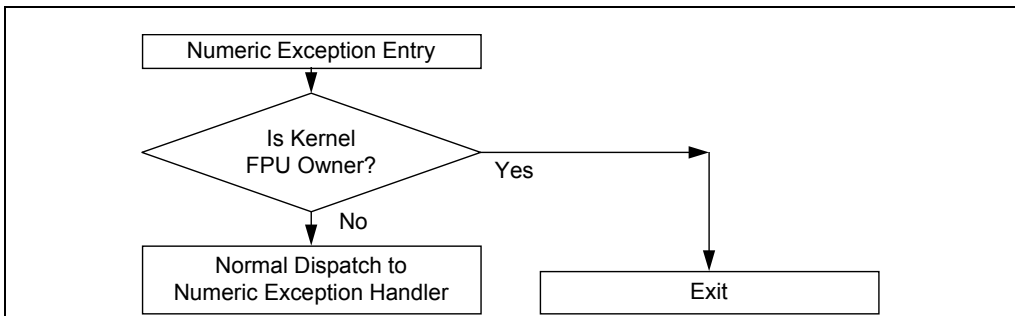 Numeric Exception Entry
Is Kernel
FPU Owner?
Yes
No
Normal Dispatch to
Numeric Exception Handler
Exit